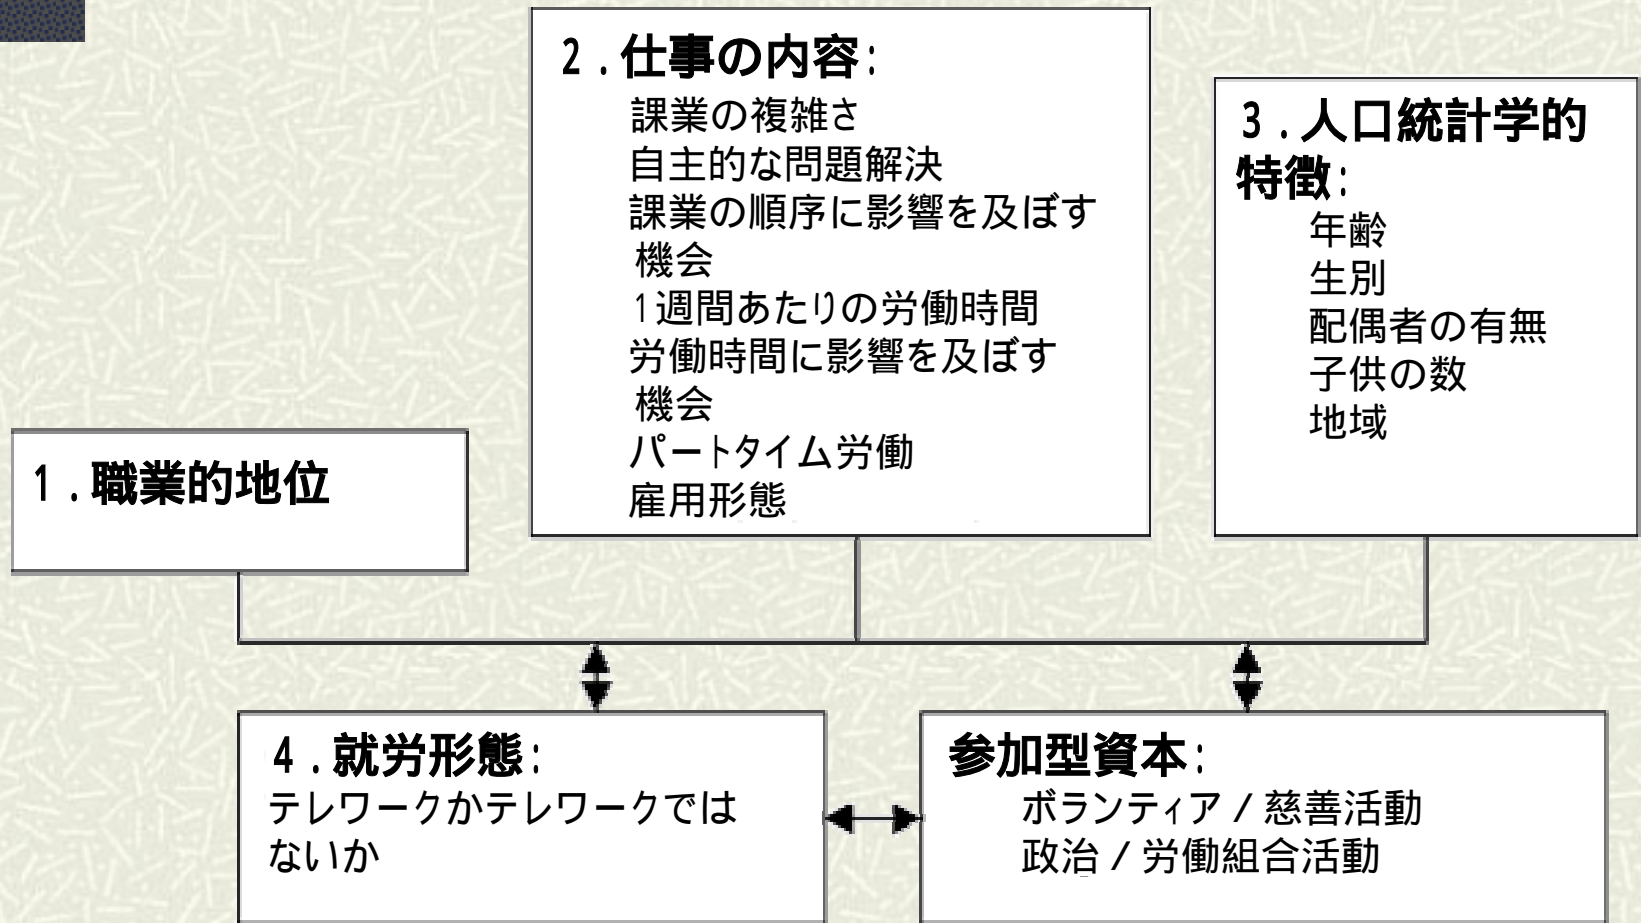 2.仕事の内容:
課業の複雑さ
自主的な問題解決
課業の順序に影響を及ぼす
機会
1週間あたりの労働時間
労働時間に影響を及ぼす
機会
パートタイム労働
雇用形態
3.人口統計学的
特徴:
年齢
生別
配偶者の有無
子供の数
地域
1.職業的地位
4.就労形態:
テレワークかテレワークでは
ないか
参加型資本:
ボランティア/慈善活動
政治/労働組合活動